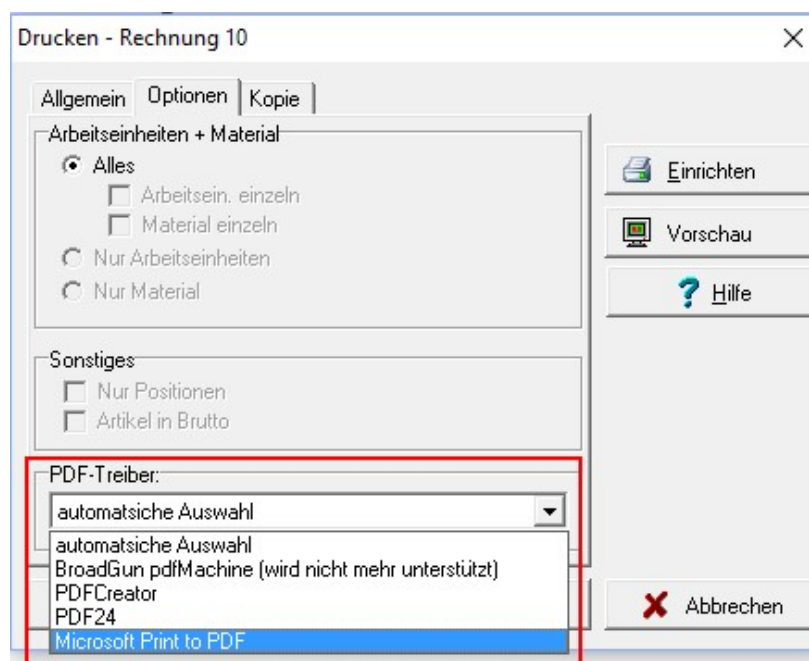 Drucken - Rechnung 10
Allgemein Optionen Kopie
Arbeitseinheiten + Material
Alles
Arbeitsein. einzeln
Material einzeln
Nur Arbeitseinheiten
Nur Material
Einrichten
Vorschau
Hilfe
Sonstiges
Nur Positionen
Artikel in Brutto
PDF-Treiber:
automatsiche Auswahl
automatsiche Auswahl
BroadGun pdfMachine (wird nicht mehr unterstützt)
PDFCreator
PDF24
Microsoft Print to PDF
Abbrechen